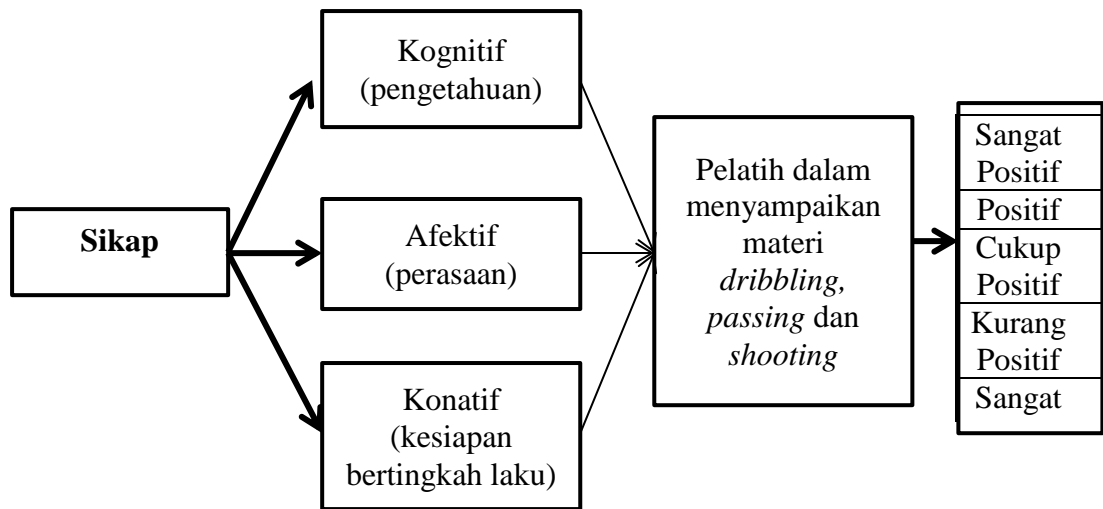 Sikap
Kognitif
(pengetahuan)
Afektif
(perasaan)
Konatif
(kesiapan
bertingkah laku)
Pelatih dalam
menyampaikan
materi
dribbling,
passing dan
shooting
Sangat
Positif
Positif
Cukup
Positif
Kurang
Positif
Sangat